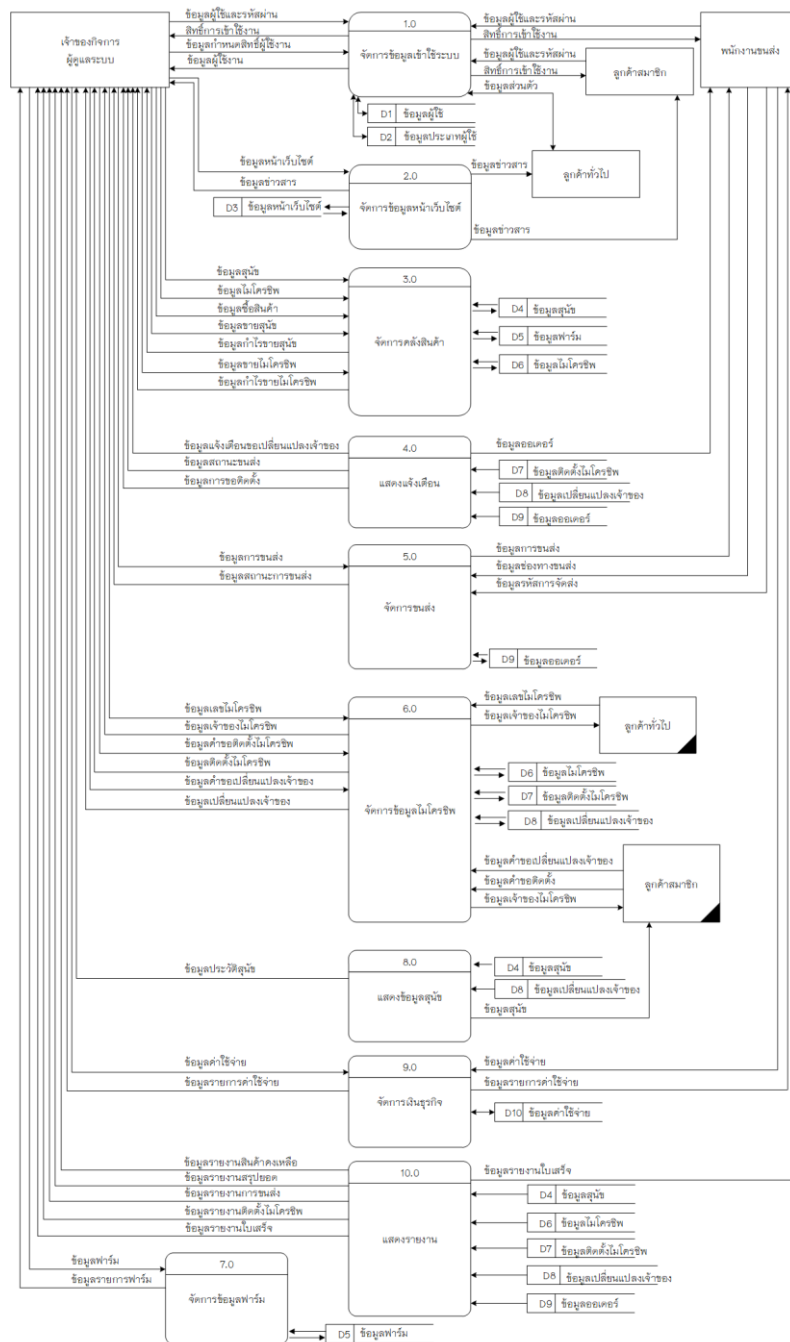 เจ้าของกิจการ
ผู้ดูแลระบบ
ข้อมูลผู้ใช้และรหัสผ่าน
สิทธิ์การเข้าใช้งาน
ข้อมูลกำหนดสิทธิ์ผู้ใช้งาน
ข้อมูลผู้ใช้งาน
1.0
จัดการข้อมูลเข้าใช้ระบบ
ข้อมูลผู้ใช้และรหัสผ่าน
สิทธิ์การเข้าใช้งาน
ข้อมูลผู้ใช้และรหัสผ่าน
สิทธิ์การเข้าใช้งาน
ข้อมูลส่วนตัว
พนักงานขนส่ง
ลูกค้าสมาชิก
D1 ข้อมูลผู้ใช้
D2 ข้อมูลประเภทผู้ใช้
ข้อมูลหน้าเว็บไซต์
ข้อมูลข่าวสาร
D3 ข้อมูลหน้าเว็บไซต์
2.0
จัดการข้อมูลหน้าเว็บไซต์
ข้อมูลข่าวสาร
ลูกค้าทั่วไป
ข้อมูลข่าวสาร
ข้อมูลสุนัข
ข้อมูลไมโครชิพ
ข้อมูลซื้อสินค้า
ข้อมูลขายสุนัข
ข้อมูลกำไรขายสุนัข
ข้อมูลขายไมโครชิพ
ข้อมูลกำไรขายไมโครชิพ
3.0
จัดการคลังสินค้า
D4 ข้อมูลสุนัข
D5 ข้อมูลฟาร์ม
D6 ข้อมูลไมโครชิพ
ข้อมูลแจ้งเตือนขอเปลี่ยนแปลงเจ้าของ
ข้อมูลสถานะขนส่ง
ข้อมูลการขอติดตั้ง
4.0
แสดงแจ้งเตือน
ข้อมูลออเดอร์
D7 ข้อมูลติดตั้งไมโครชิพ
D8 ข้อมูลเปลี่ยนแปลงเจ้าของ
D9 ข้อมูลออเดอร์
ข้อมูลการขนส่ง
ข้อมูลสถานะการขนส่ง
5.0
จัดการขนส่ง
ข้อมูลการขนส่ง
ข้อมูลช่องทางขนส่ง
ข้อมูลรหัสการจัดส่ง
D9 ข้อมูลออเดอร์
ข้อมูลเลขไมโครชิพ
ข้อมูลเจ้าของไมโครชิพ
ข้อมูลคำขอติดตั้งไมโครชิพ
ข้อมูลติดตั้งไมโครชิพ
ข้อมูลคำขอเปลี่ยนแปลงเจ้าของ
ข้อมูลเปลี่ยนแปลงเจ้าของ
6.0
จัดการข้อมูลไมโครชิพ
ข้อมูลเลขไมโครชิพ
ข้อมูลเจ้าของไมโครชิพ
ลูกค้าทั่วไป
D6 ข้อมูลไมโครชิพ
D7 ข้อมูลติดตั้งไมโครชิพ
D8 ข้อมูลเปลี่ยนแปลงเจ้าของ
ข้อมูลคำขอเปลี่ยนแปลงเจ้าของ
ข้อมูลคำขอติดตั้ง
ข้อมูลเจ้าของไมโครชิพ
ลูกค้าสมาชิก
ข้อมูลประวัติสุนัข
8.0
แสดงข้อมูลสุนัข
D4 ข้อมูลสุนัข
D8 ข้อมูลเปลี่ยนแปลงเจ้าของ
ข้อมูลสุนัข
ข้อมูลค่าใช้จ่าย
ข้อมูลรายการค่าใช้จ่าย
9.0
จัดการเงินธุรกิจ
ข้อมูลค่าใช้จ่าย
ข้อมูลรายการค่าใช้จ่าย
D10 ข้อมูลค่าใช้จ่าย
ข้อมูลรายงานสินค้าคงเหลือ
ข้อมูลรายงานสรุปยอด
ข้อมูลรายงานการขนส่ง
ข้อมูลรายงานติดตั้งไมโครชิพ
ข้อมูลรายงานใบเสร็จ
10.0
แสดงรายงาน
ข้อมูลรายงานใบเสร็จ
D4 ข้อมูลสุนัข
D6 ข้อมูลไมโครชิพ
D7 ข้อมูลติดตั้งไมโครชิพ
D8 ข้อมูลเปลี่ยนแปลงเจ้าของ
D9 ข้อมูลออเดอร์
ข้อมูลฟาร์ม
ข้อมูลรายการฟาร์ม
7.0
จัดการข้อมูลฟาร์ม
D5 ข้อมูลฟาร์ม